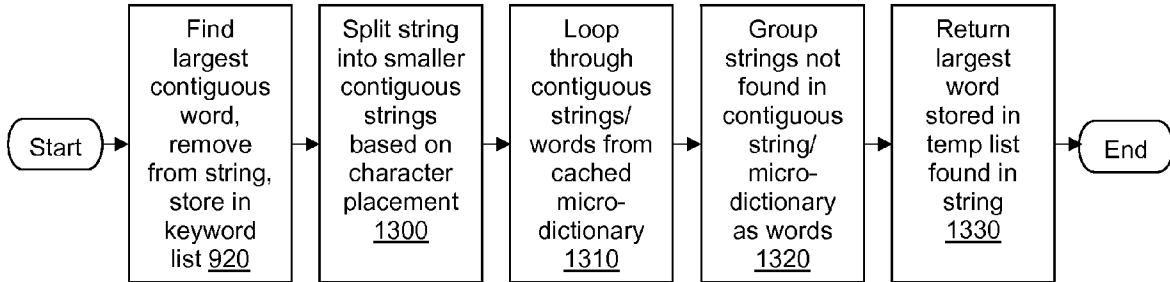 Start
Find
largest
contiguous
word,
remove
from string,
store in
keyword
list 920
Split string
into smaller
contiguous
strings
based on
character
placement
1300
Loop
through
contiguous
strings/
words from
cached
micro-
dictionary
1310
Group
strings not
found in
contiguous
string/
micro-
dictionary
as words
1320
Return
largest
word
stored in
temp list
found in
string
1330
End